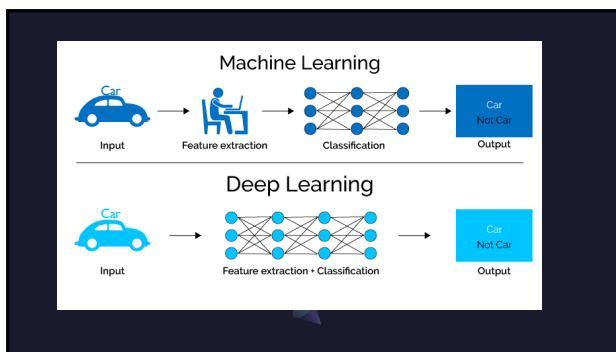 Machine Learning
Car
Car
Not Car
Input
Feature extraction
Classification
Output
Deep Learning
Car
Car
Not Car
Input
Feature extraction + Classification
Output